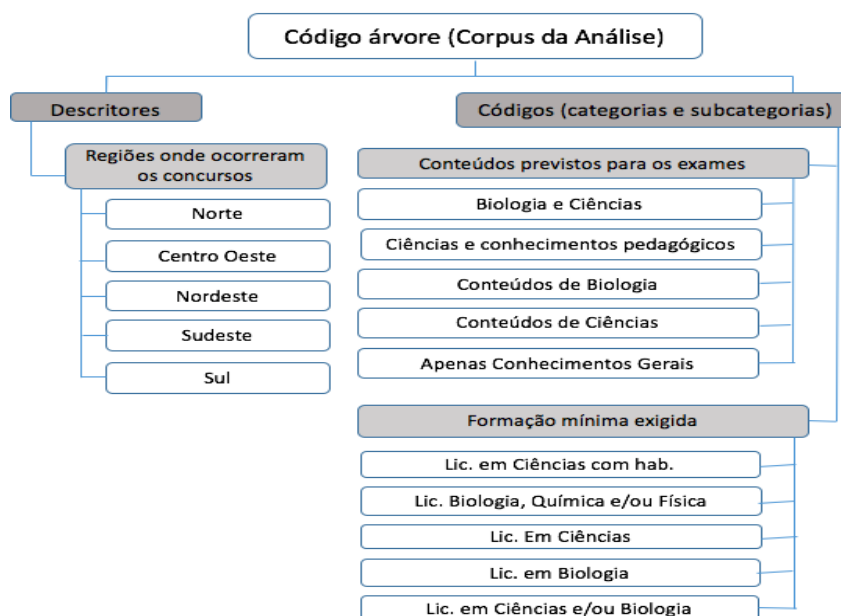 Código árvore (Corpus da Análise)
Descritores
Regiões onde ocorreram
os concursos
Norte
Centro Oeste
Nordeste
Sudeste
Sul
Códigos (categorias e subcategorias)
Conteúdos previstos para os exames
Biologia e Ciências
Ciências e conhecimentos pedagógicos
Conteúdos de Biologia
Conteúdos de Ciências
Apenas Conhecimentos Gerais
Formação mínima exigida
Lic. em Ciências com hab.
Lic. Biologia, Química e/ou Física
Lic. Em Ciências
Lic. em Biologia
Lic. em Ciências e/ou Biologia